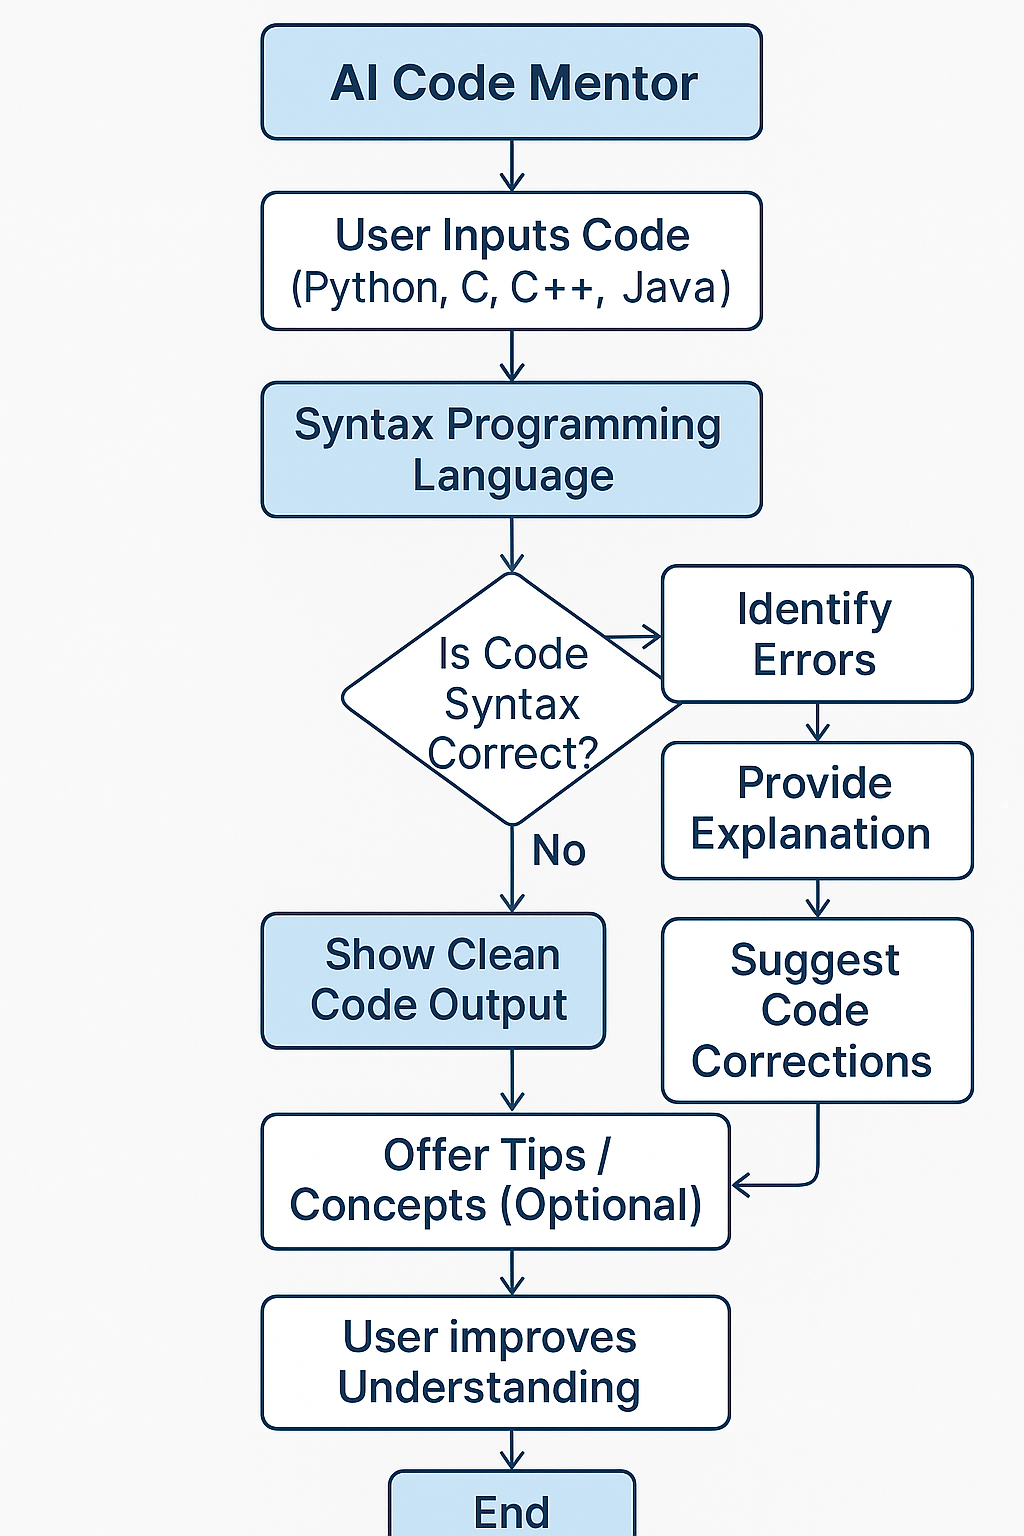 AI Code Mentor
User Inputs Code
(Python, C, C++, Java)
Syntax Programming
Language
Is Code
Syntax
Correct?
Identify
Errors
Provide
Explanation
No
Show Clean
Code Output
Suggest
Code
Corrections
Offer Tips /
Concepts (Optional)
User improves
Understanding
End